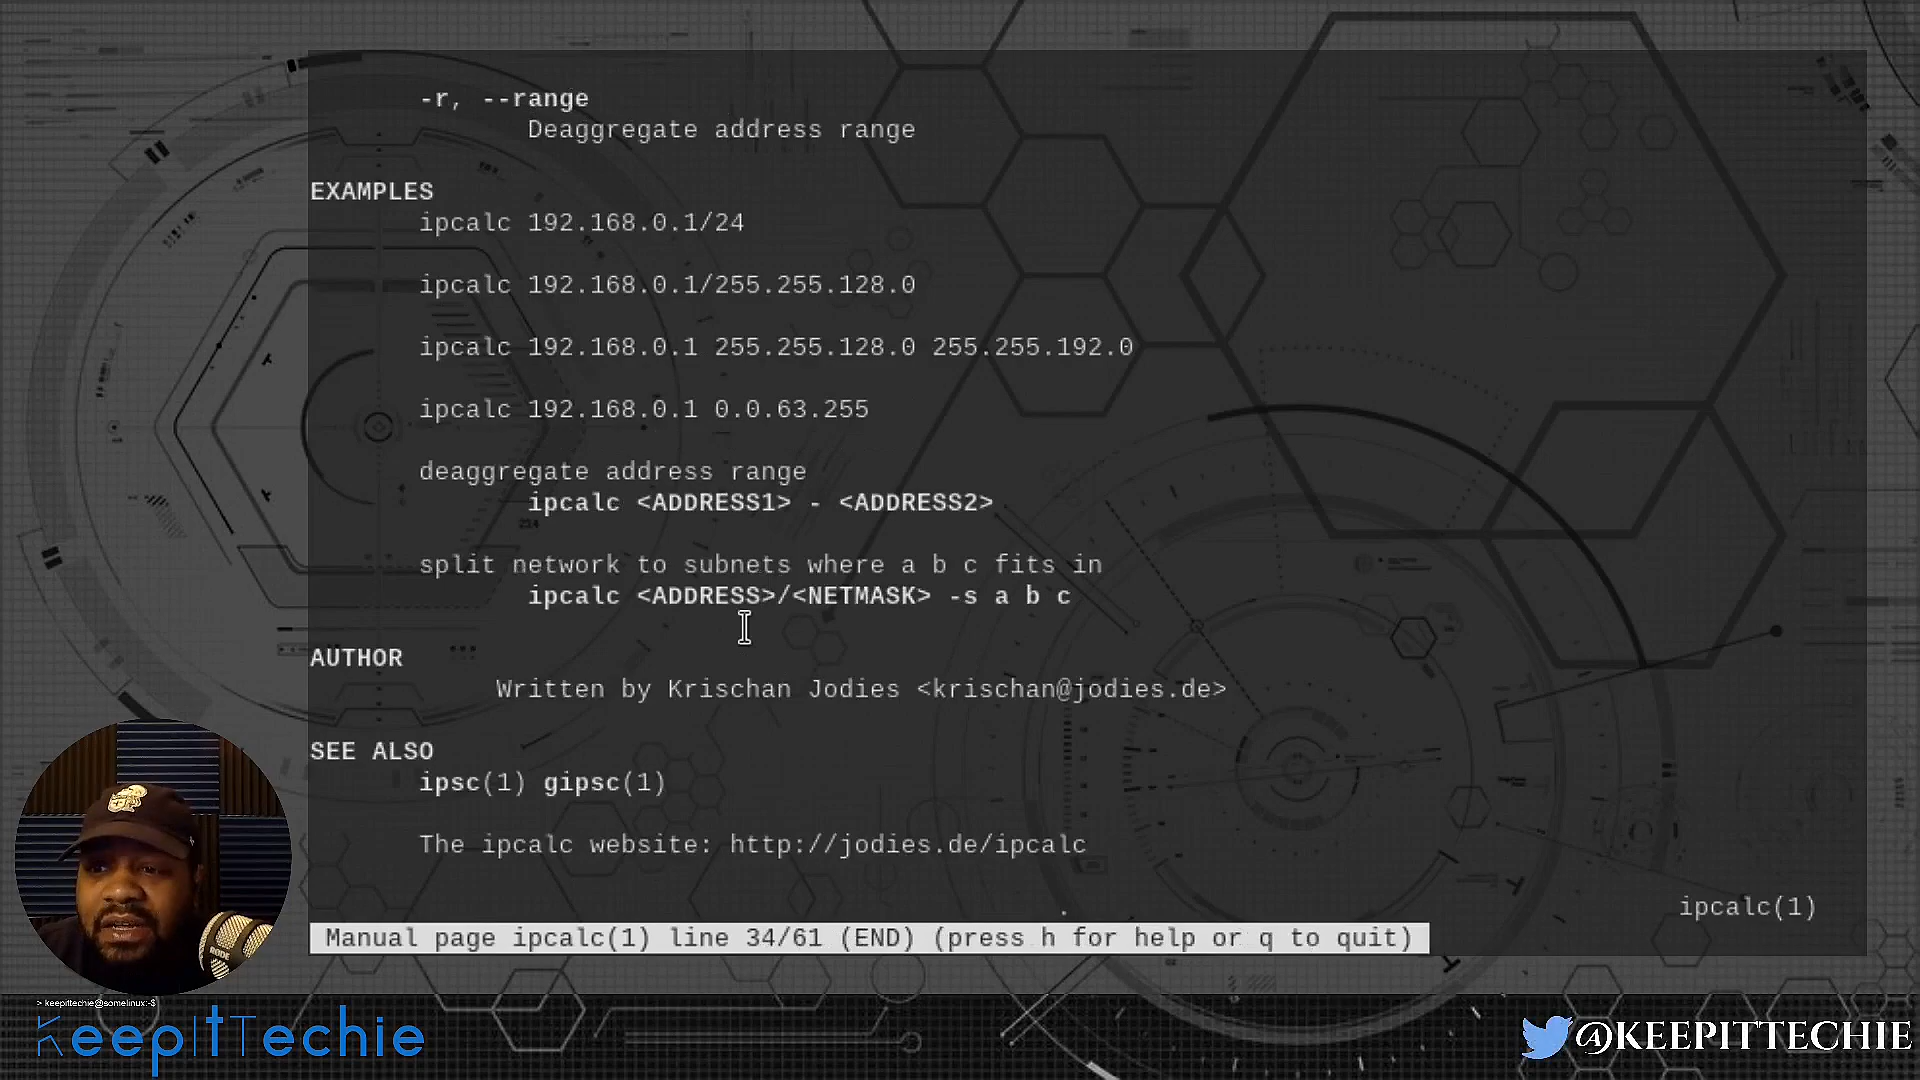 -r, --range
Deaggregate address range
EXAMPLES
ipcalc 192.168.0.1/24
ipcalc 192.168.0.1/255.255.128.0
ipcalc 192.168.0.1 255.255.128.0 255.255.192.0
ipcalc 192.168.0.1 0.0.63.255
deaggregate address range
ipcalc <ADDRESS1> - <ADDRESS2>
split network to subnets where a b c fits in
ipcalc <ADDRESS>/<NETMASK> -s a b c
AUTHOR
Written by Krischan Jodies <krischan@jodies.de>
SEE ALSO
ipsc(1) gipsc(1)
The ipcalc website: http://jodies.de/ipcalc
ipcalc(1)
Manual page ipcalc(1) line 34/61 (END) (press h for help or q to quit)
RODE
> keepittechie@somelinux:~$
KeepItTechie
@KEEPITTECHIE